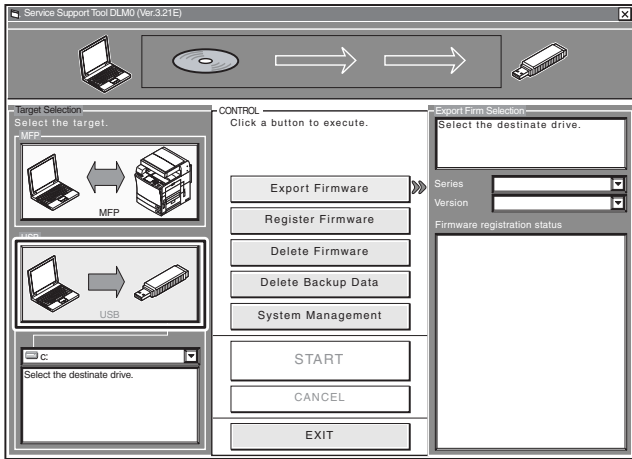 Service Support Tool DLM0 (Ver.3.21E)
Target Selection
Select the target.
MFP
MFP
USB
USB
C:
Select the destinate drive.
CONTROL
Click a button to execute.
Export Firmware
Register Firmware
Delete Firmware
Delete Backup Data
System Management
START
CANCEL
EXIT
Export Firm Selection
Select the destinate drive.
Series
Version
Firmware registration status